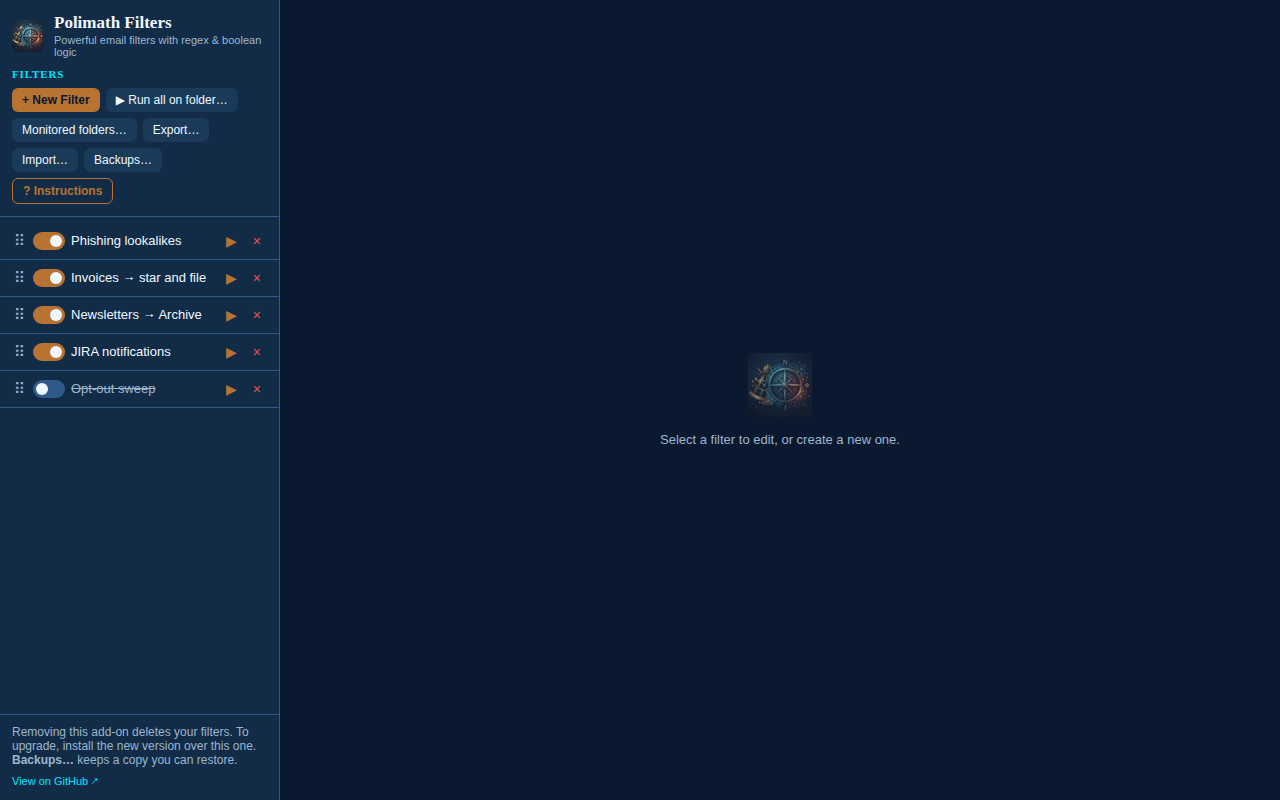 Polimath Filters
Powerful email filters with regex & boolean
logic
FILTERS
+ New Filter
▶ Run all on folder…
Monitored folders…
Export…
Import…
Backups…
? Instructions
Phishing lookalikes
Invoices → star and file
Newsletters → Archive
JIRA notifications
Opt-out sweep
N
Select a filter to edit, or create a new one.
Removing this add-on deletes your filters. To
upgrade, install the new version over this one.
Backups… keeps a copy you can restore.
View on GitHub ↗